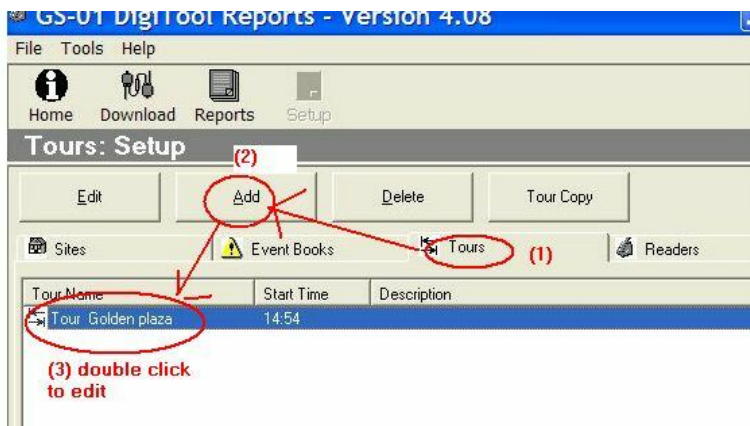 GS-01 DigiTool Reports - Version 4.08
File Tools Help
Home Download Reports Setup
Tours: Setup
(2)
Edit Add Delete Tour Copy
Sites Event Books Tours (1) Readers
Tour Name Start Time Description
Tour Golden plaza 14:54
(3) double click
to edit